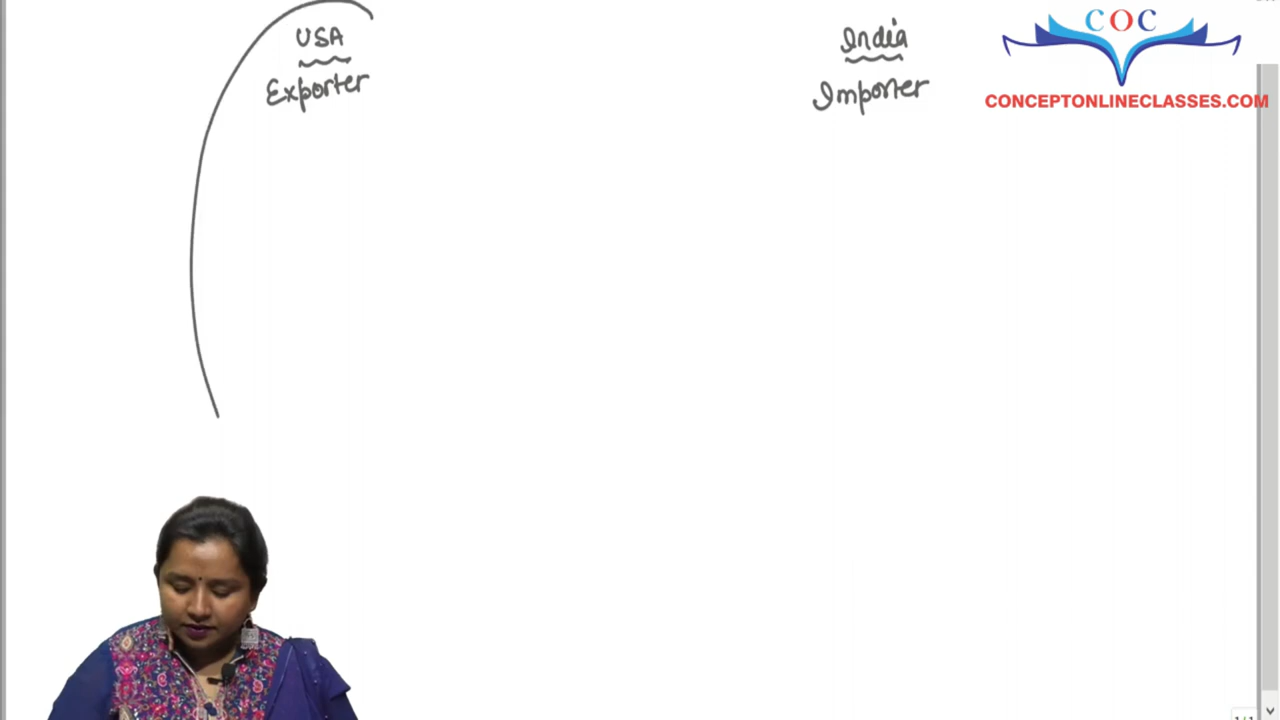 USA
Exporter
India
Importer
COC
CONCEPTONLINECLASSES.COM